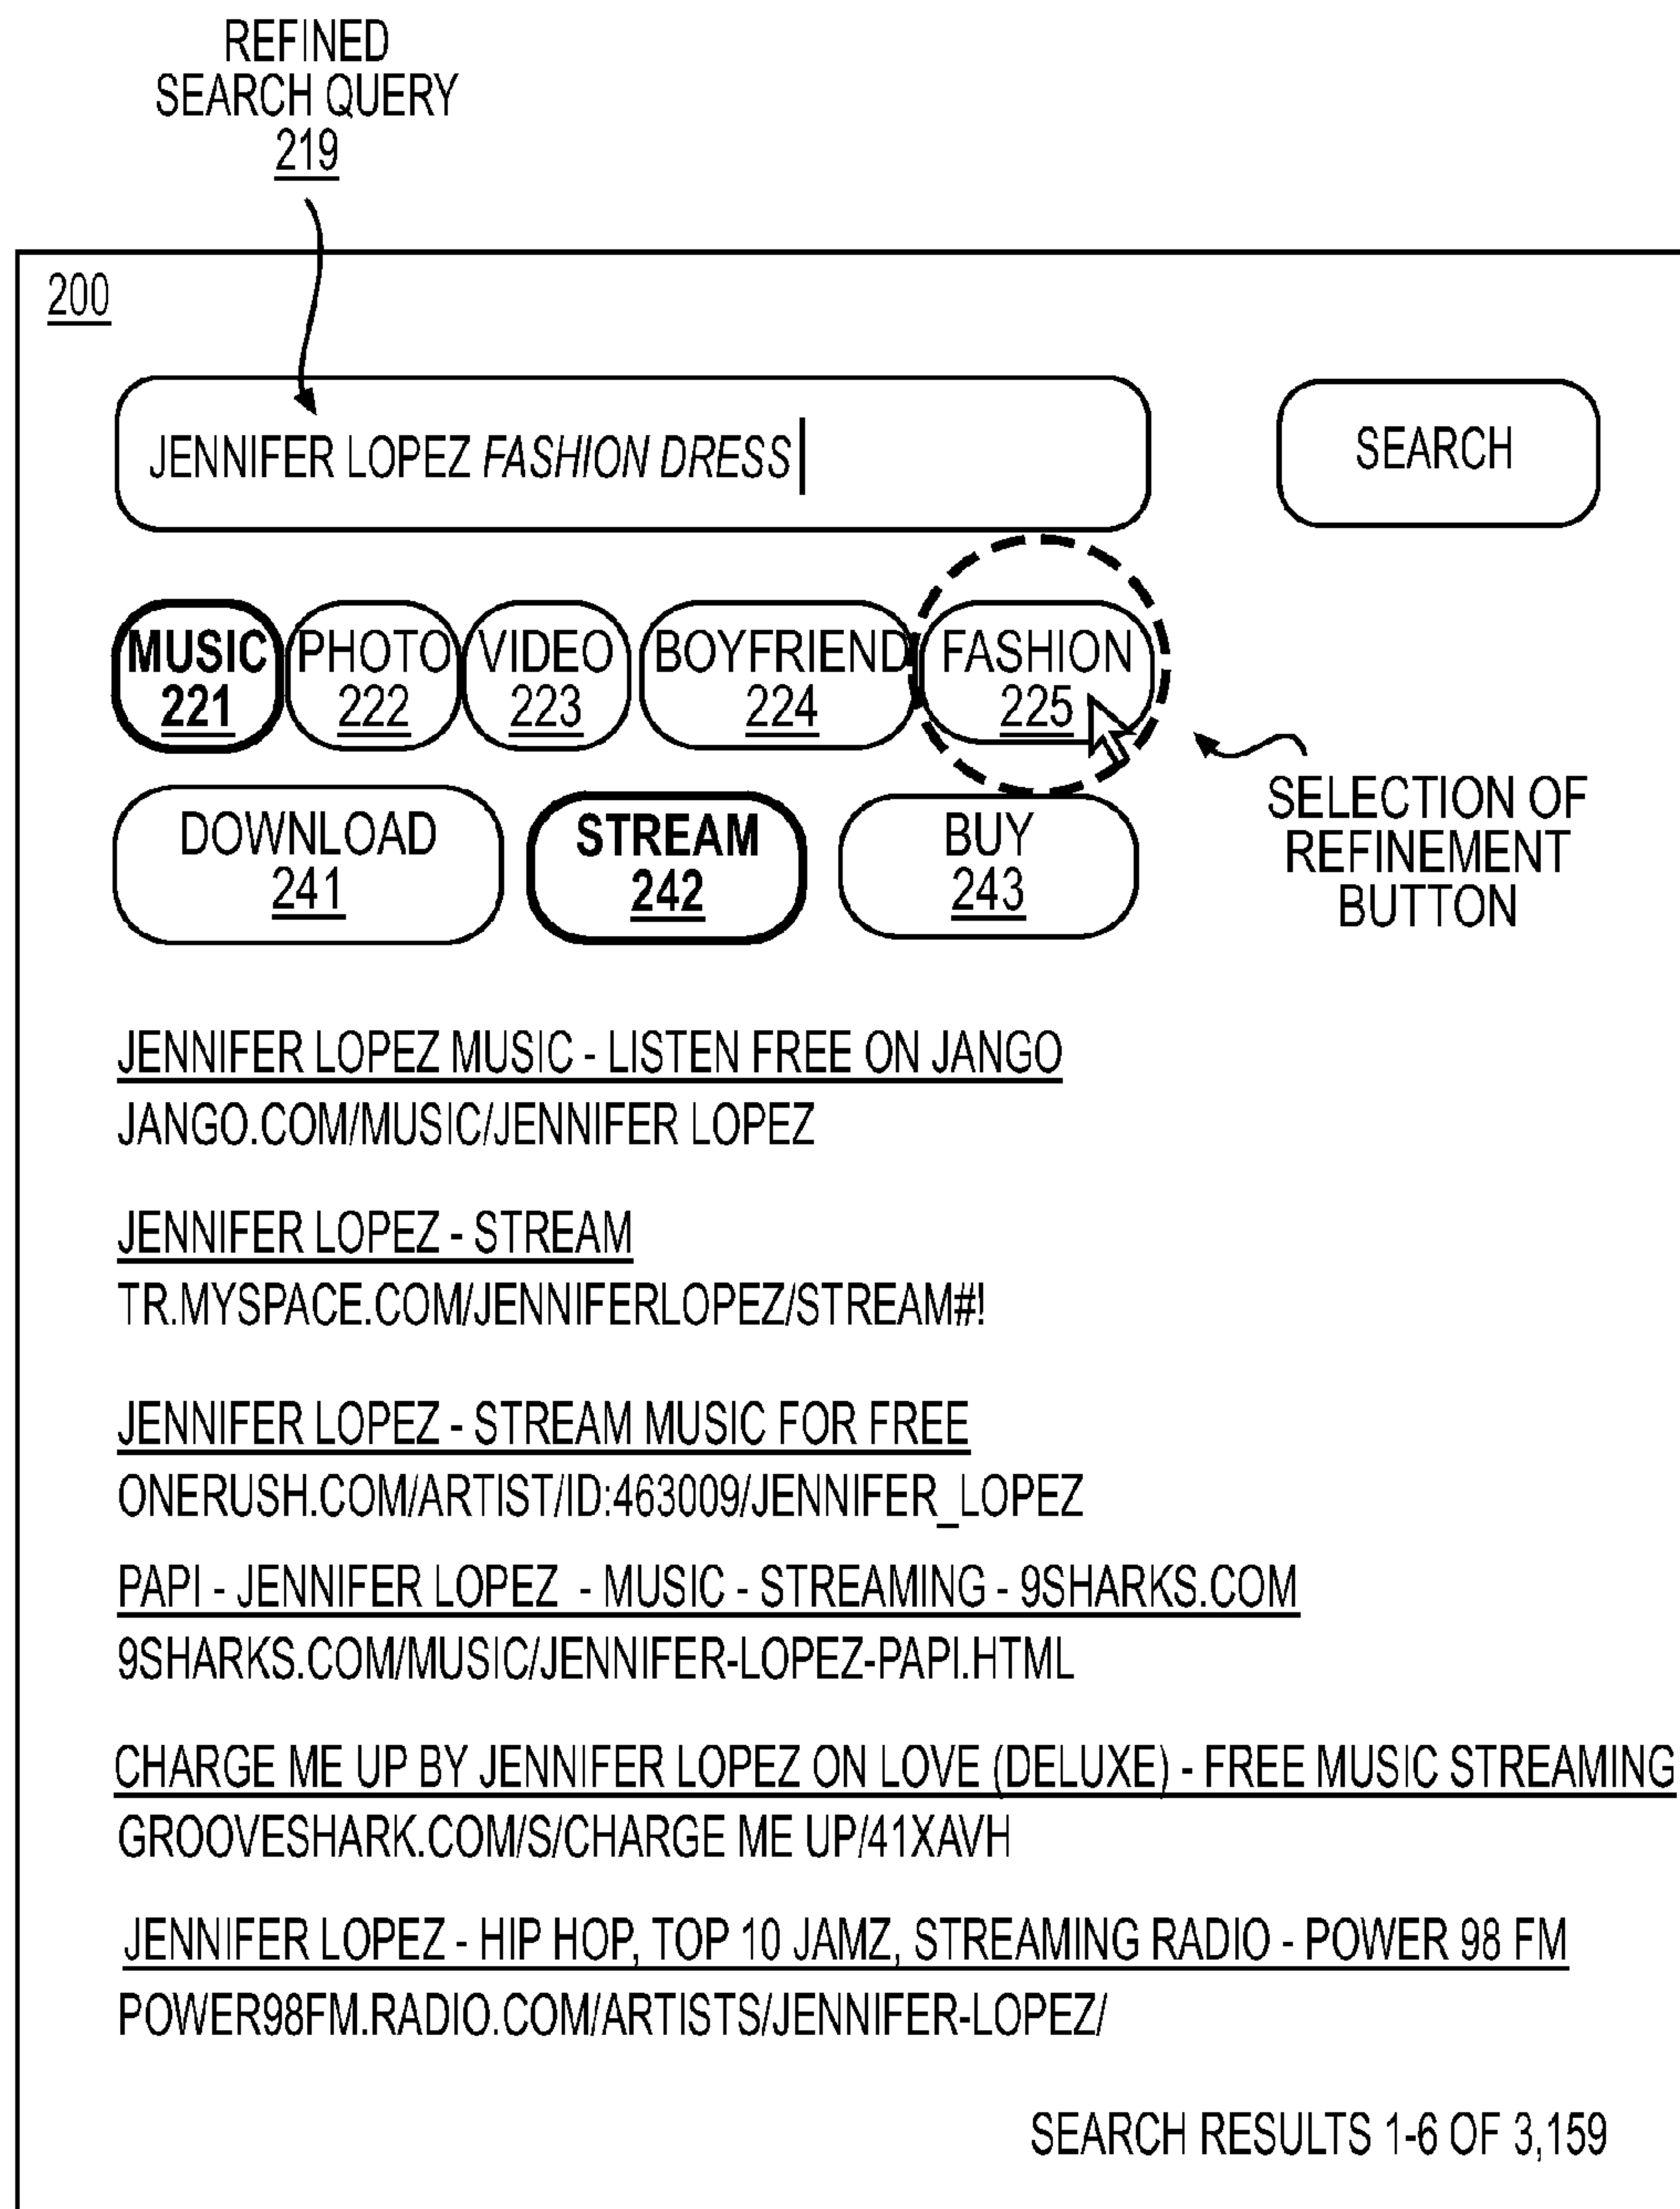 REFINED
SEARCH QUERY
219
200
JENNIFER LOPEZ FASHION DRESS
SEARCH
MUSIC PHOTO VIDEO BOYFRIEND FASHION
221 222 223 224 225
SELECTION OF
REFINEMENT
BUTTON
DOWNLOAD STREAM BUY
241 242 243
JENNIFER LOPEZ MUSIC - LISTEN FREE ON JANGO
JANGO.COM/MUSIC/JENNIFER LOPEZ
JENNIFER LOPEZ - STREAM
TR.MYSPACE.COM/JENNIFERLOPEZ/STREAM#!
JENNIFER LOPEZ - STREAM MUSIC FOR FREE
ONERUSH.COM/ARTIST/ID:463009/JENNIFER_LOPEZ
PAPI - JENNIFER LOPEZ - MUSIC - STREAMING - 9SHARKS.COM
9SHARKS.COM/MUSIC/JENNIFER-LOPEZ-PAPI.HTML
CHARGE ME UP BY JENNIFER LOPEZ ON LOVE (DELUXE) - FREE MUSIC STREAMING
GROOVESHARK.COM/S/CHARGE ME UP/41XAVH
JENNIFER LOPEZ - HIP HOP, TOP 10 JAMZ, STREAMING RADIO - POWER 98 FM
POWER98FM.RADIO.COM/ARTISTS/JENNIFER-LOPEZ/
SEARCH RESULTS 1-6 OF 3,159